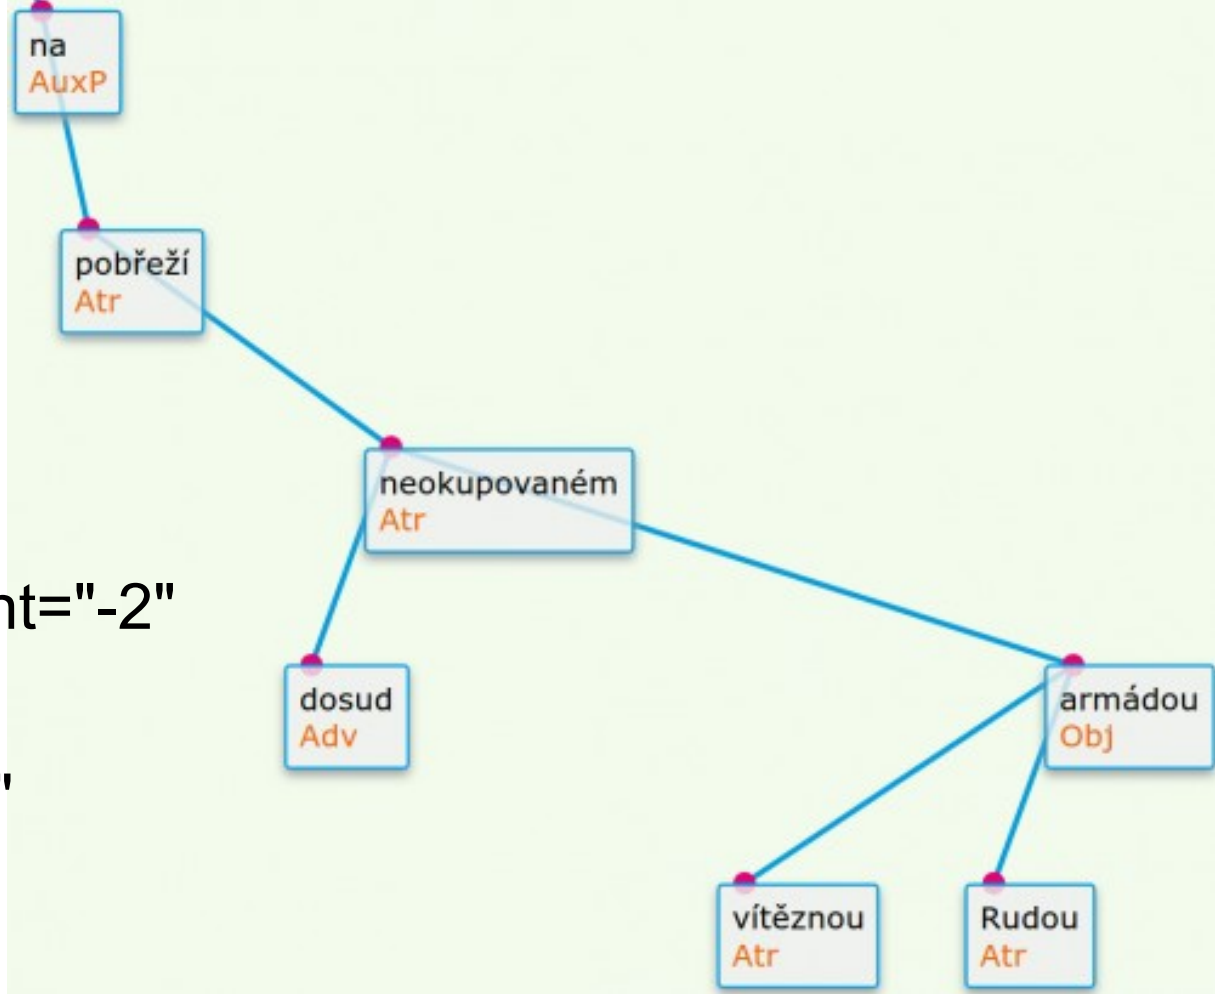 na
AuxP
pobřeží
Atr
neokupovaném
Atr
nt="-2"
dosud
Adv
armádou
Obj
"
vítěznou
Atr
Rudou
Atr